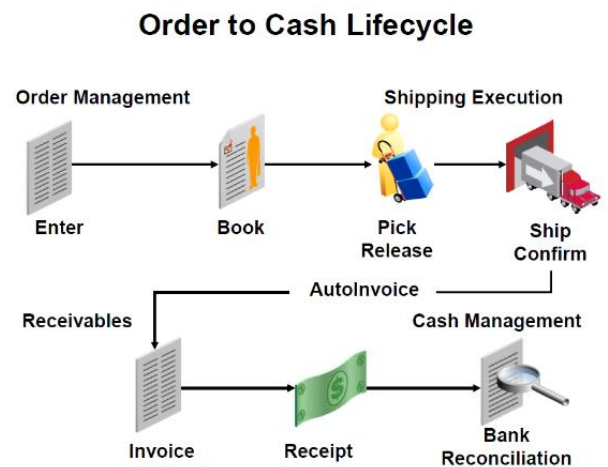 Order to Cash Lifecycle
Order Management
Shipping Execution
Enter
Book
Pick
Release
Ship
Confirm
AutoInvoice
Receivables
Cash Management
Invoice
Receipt
Bank
Reconciliation